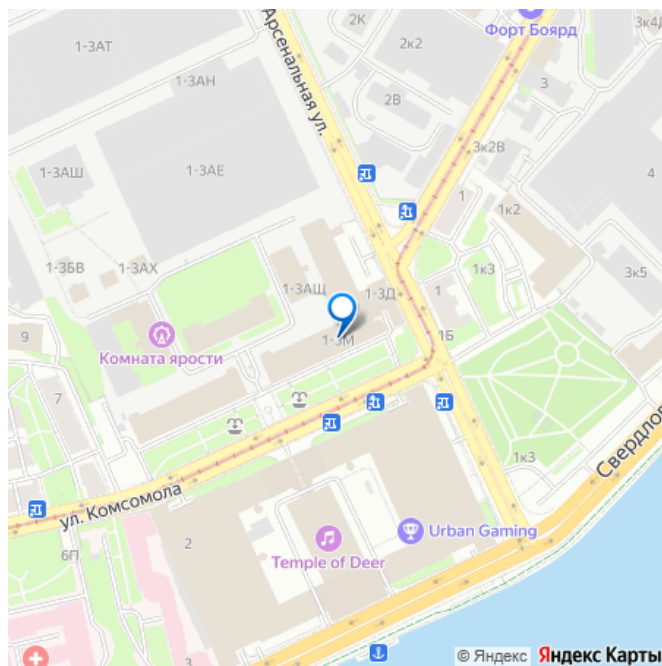 Форт Боярд
2К
3к4Д
1-3АТ
2к2
Арсенальная ул.
1-3АН
3
2В
3к2В
1-3АШ
1-3АЕ
4
1
1к2
1-3БВ
1-3АХ
1к3
3к5
1-3АЩ
1-3Д
1
9
1-3М
1Б
Комната ярости
7
1к3
Свердлов
ул. Комсомола
Urban Gaming
2
6П
Temple of Deer
3
© Яндекс Яндекс Карты